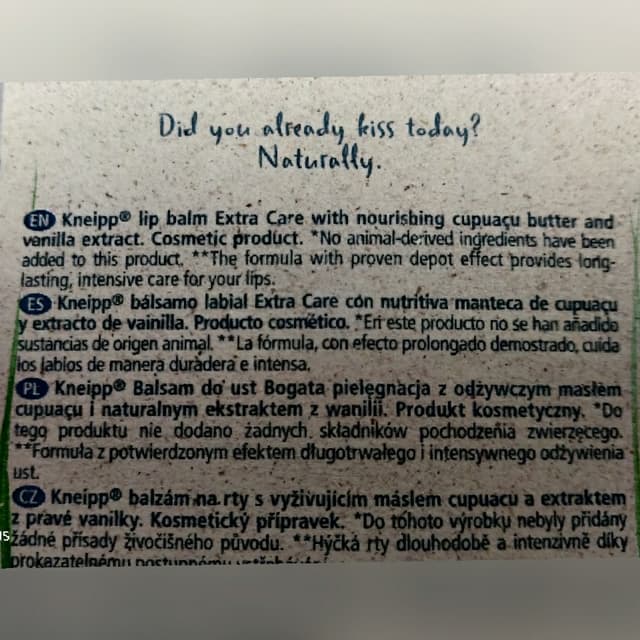 Did you already kiss today?
Naturally.
EN Kneipp® lip balm Extra Care with nourishing cupuaçu butter and
vanilla extract. Cosmetic product. *No animal-derived ingredients have been
added to this product. **The formula with proven depot effect provides long-
lasting, intensive care for your lips.
ES Kneipp® bálsamo labial Extra Care con nutritiva manteca de cupuaçu
y extracto de vainilla. Producto cosmético. *En este producto no se han añadido
sustancias de origen animal. **La fórmula, con efecto prolongado demostrado, cuida
los labios de manera duradera e intensa.
PL Kneipp® Balsam do ust Bogata pielęgnacja z odżywczym masłem
cupuaçu i naturalnym ekstraktem z wanilii. Produkt kosmetyczny. *Do
tego produktu nie dodano żadnych składników pochodzenia zwierzęcego.
**Formuła z potwierdzonym efektem długotrwałego i intensywnego odżywienia
ust.
CZ Kneipp® balzám na rty s vyživujícím máslem cupuacu a extraktem
z pravé vanilky. Kosmetický přípravek. *Do tohoto výrobku nebyly přidány
žádné přísady živočišného původu. **Hýčká rty dlouhodobě a intenzivně díky
prokazatelnému postupnému